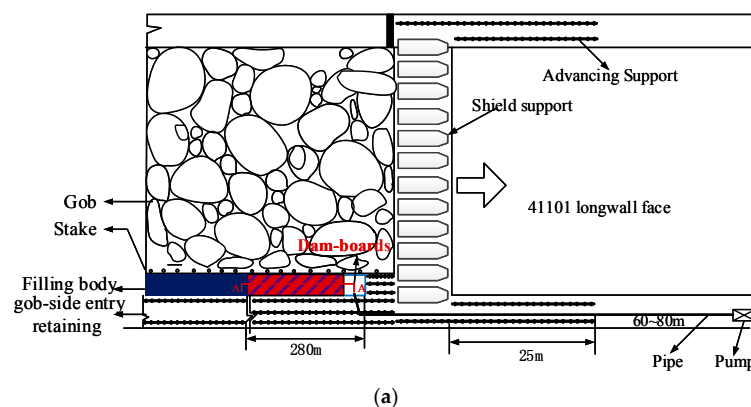 Advancing Support
Shield support
Gob
Stake
41101 longwall face
Dam-boards
Filling body
A
A
gob-side entry
retaining
60~80m
280m
25m
Pipe
Pump
(a)